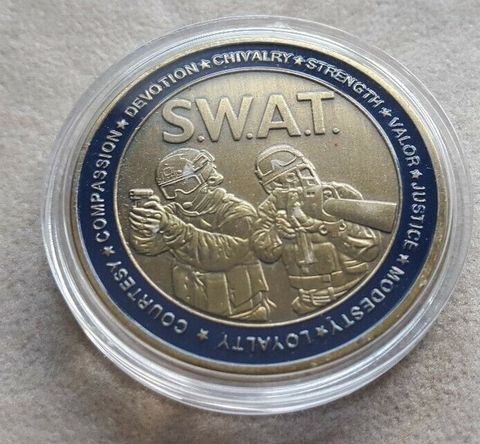 S.W.A.T.
COURTESY ★ COMPASSION ★ DEVOTION ★ CHIVALRY ★ STRENGTH ★ VALOR ★ JUSTICE ★ MODESTY ★ LOYALTY ★